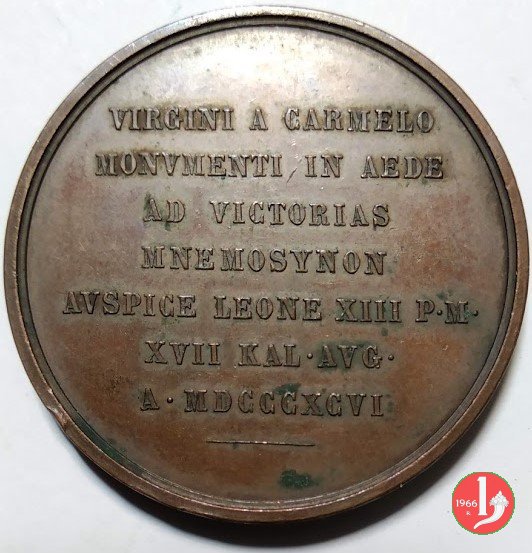 VIRGINI A CARMELO
MONVMENTI IN AEDE
AD VICTORIAS
MNEMOSYNON
AVSPICE LEONE XIII P·M·
XVII KAL·AVG·
A·MDCCCXCVI
1966